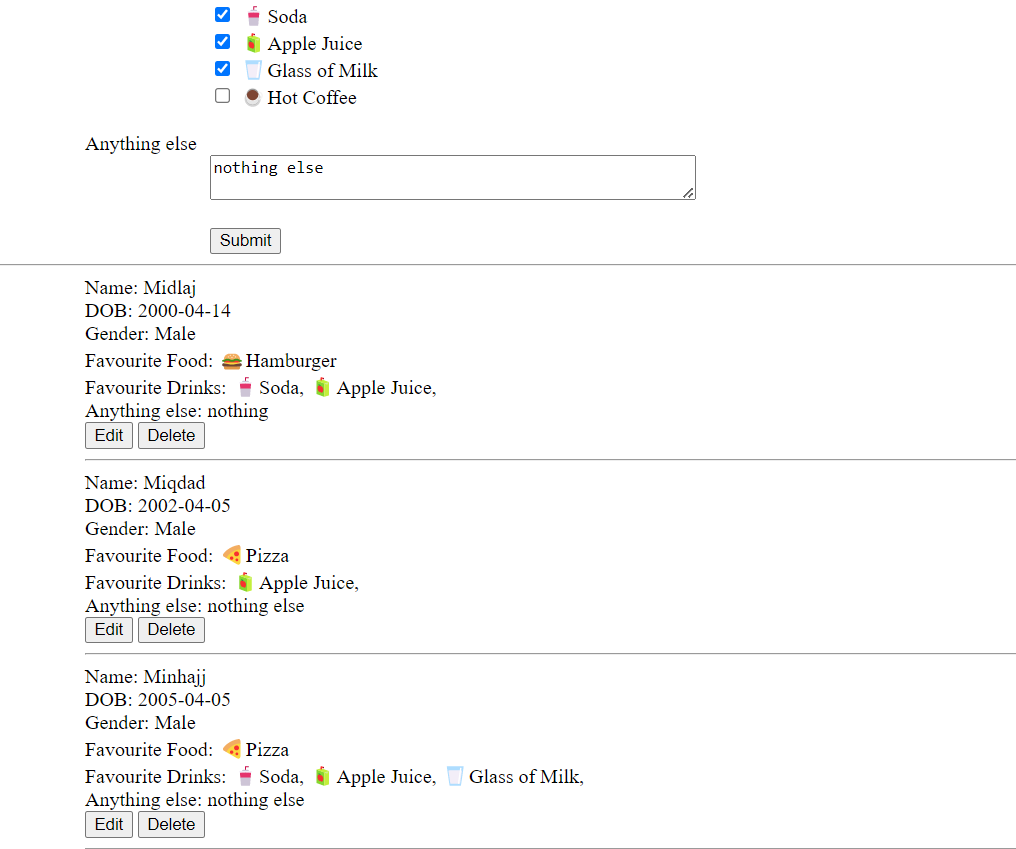 Soda
Apple Juice
Glass of Milk
Hot Coffee
Anything else
nothing else
Submit
Name: Midlaj
DOB: 2000-04-14
Gender: Male
Favourite Food: 🍔 Hamburger
Favourite Drinks: 🥤 Soda, 🧃 Apple Juice,
Anything else: nothing
Edit Delete
Name: Miqdad
DOB: 2002-04-05
Gender: Male
Favourite Food: 🍕 Pizza
Favourite Drinks: 🧃 Apple Juice,
Anything else: nothing else
Edit Delete
Name: Minhajj
DOB: 2005-04-05
Gender: Male
Favourite Food: 🍕 Pizza
Favourite Drinks: 🥤 Soda, 🧃 Apple Juice, 🥛 Glass of Milk,
Anything else: nothing else
Edit Delete